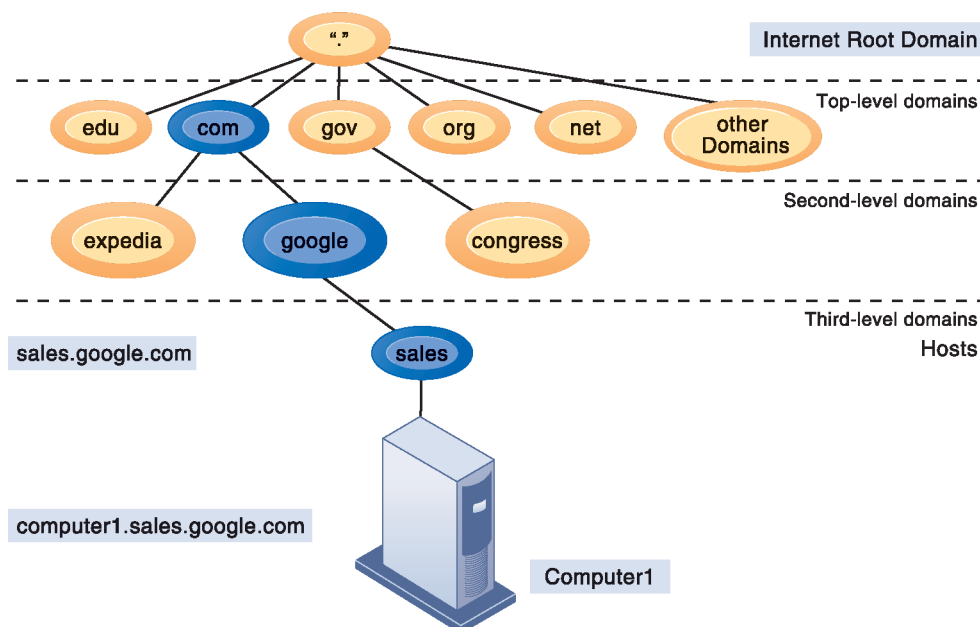 “.”
Internet Root Domain
Top-level domains
edu
com
gov
org
net
other
Domains
Second-level domains
expedia
google
congress
Third-level domains
Hosts
sales.google.com
sales
computer1.sales.google.com
Computer1